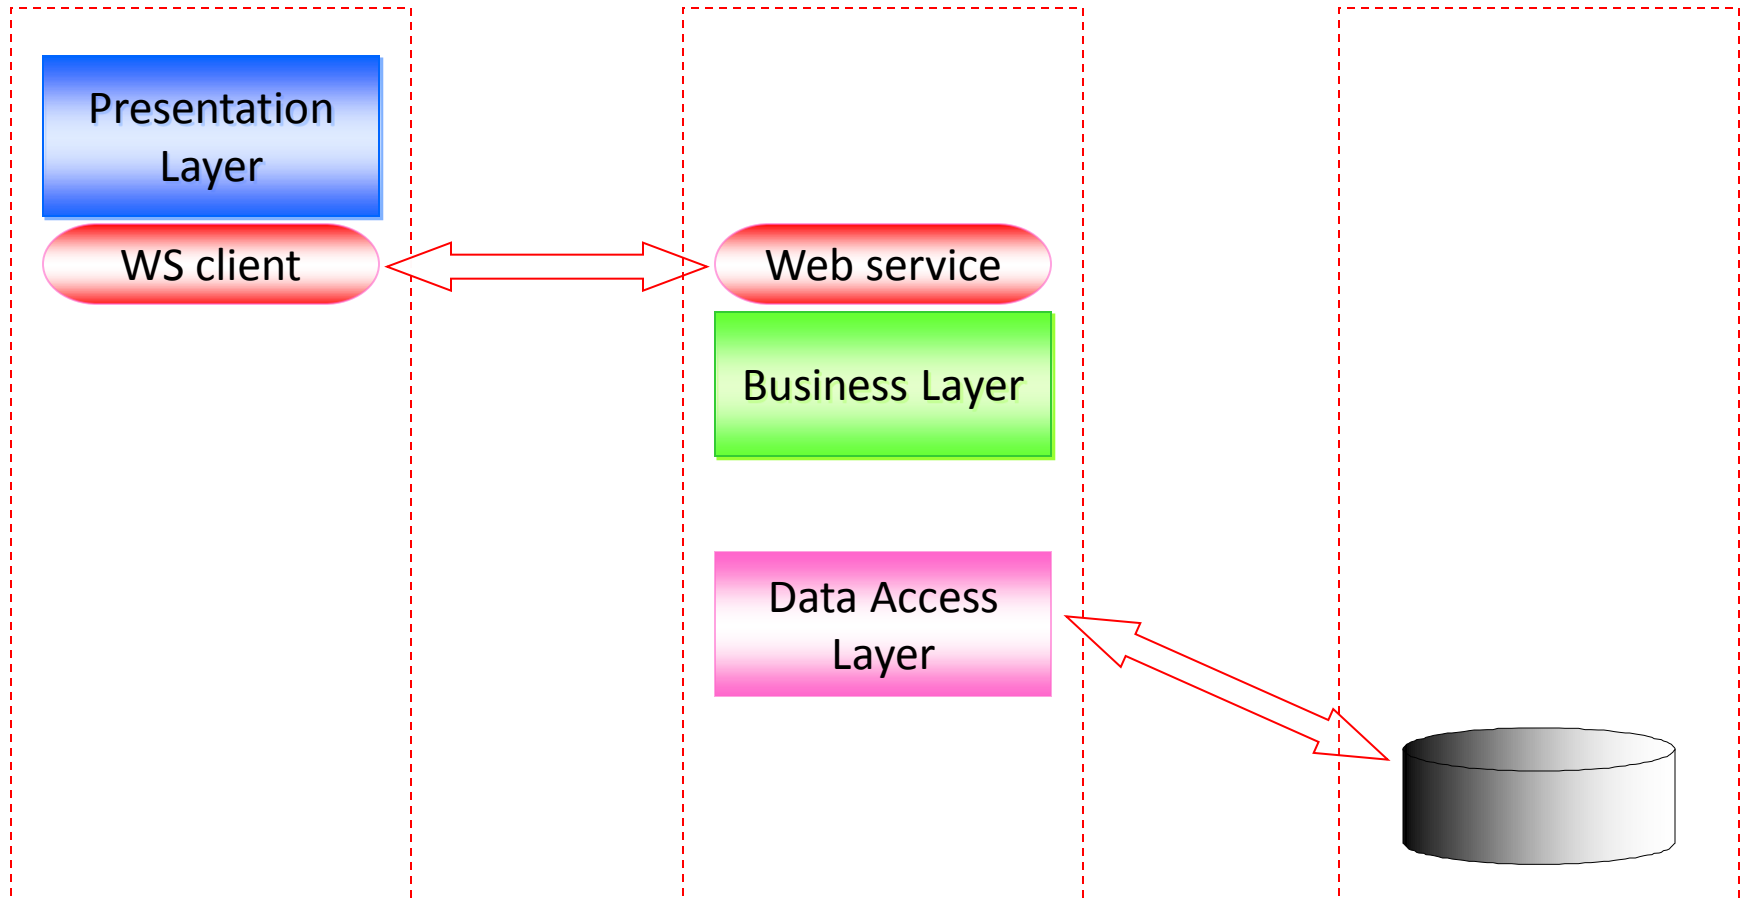 Presentation
Layer
WS client
Web service
Business Layer
Data Access
Layer